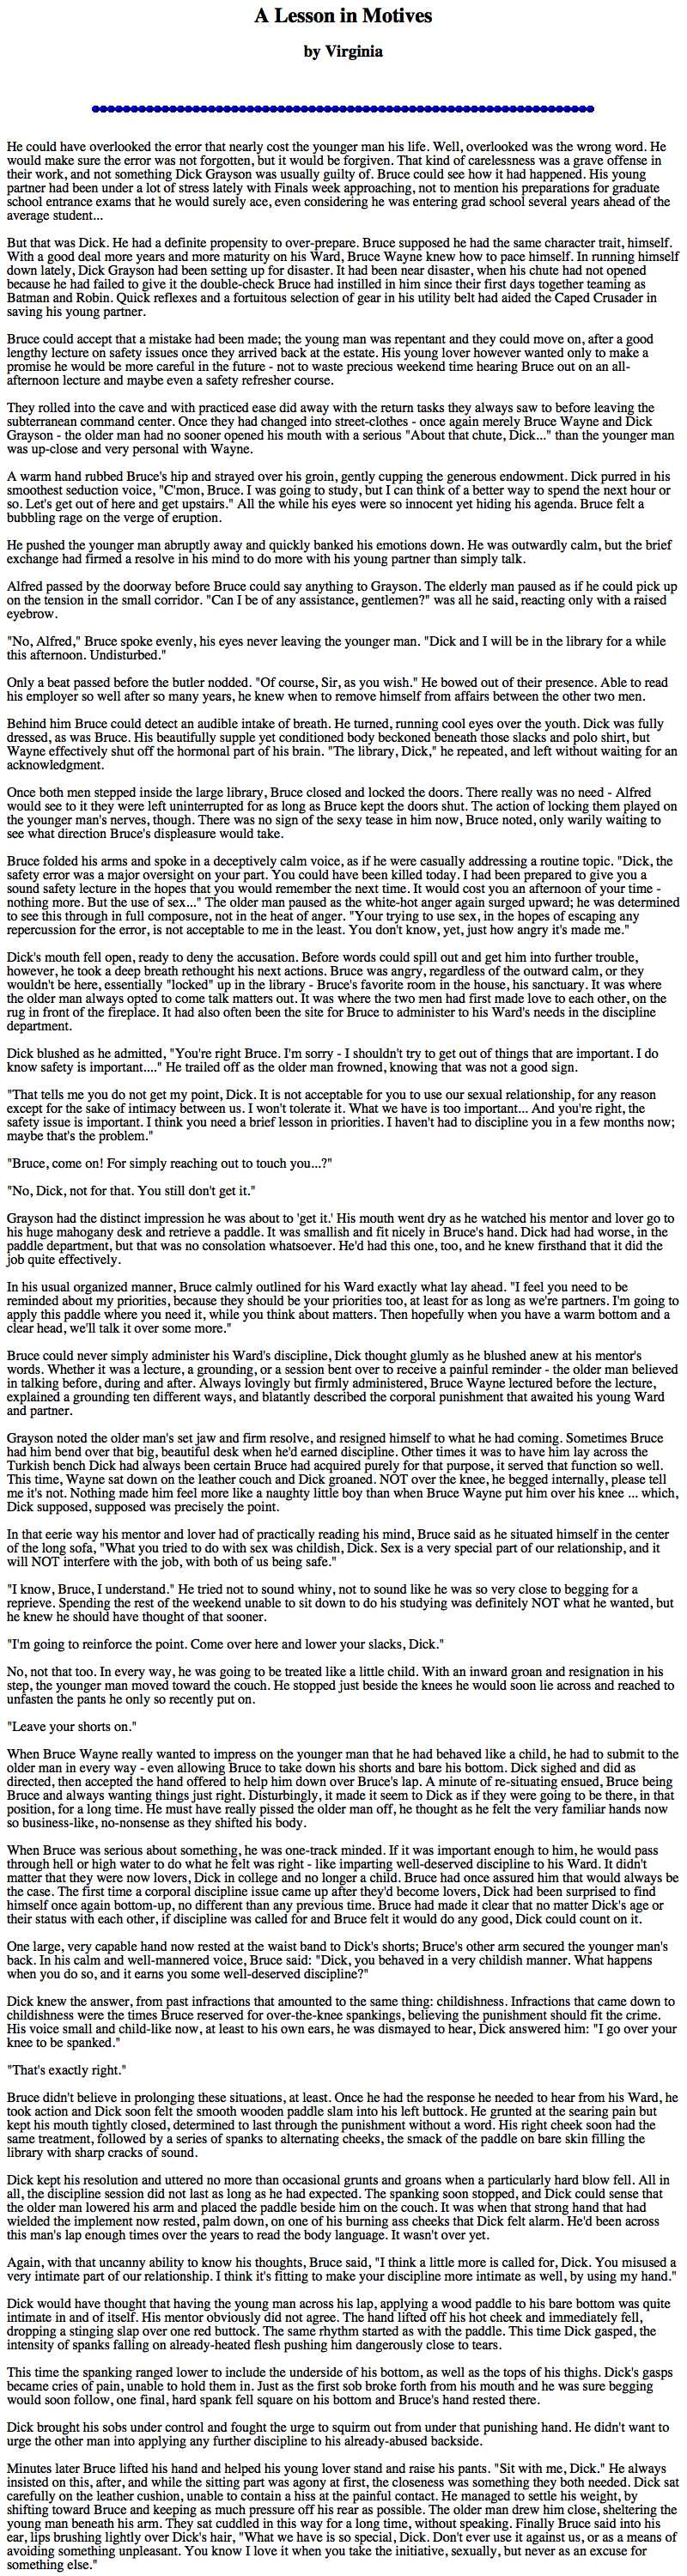 A Lesson in Motives
by Virginia
He could have overlooked the error that nearly cost the younger man his life. Well, overlooked was the wrong word. He
would make sure the error was not forgotten, but it would be forgiven. That kind of carelessness was a grave offense in
their work, and not something Dick Grayson was usually guilty of. Bruce could see how it had happened. His young
partner had been under a lot of stress lately with Finals week approaching, not to mention his preparations for graduate
school entrance exams that he would surely ace, even considering he was entering grad school several years ahead of the
average student...
But that was Dick. He had a definite propensity to over-prepare. Bruce supposed he had the same character trait, himself.
With a good deal more years and more maturity on his Ward, Bruce Wayne knew how to pace himself. In running himself
down lately, Dick Grayson had been setting up for disaster. It had been near disaster, when his chute had not opened
because he had failed to give it the double-check Bruce had instilled in him since their first days together teaming as
Batman and Robin. Quick reflexes and a fortuitous selection of gear in his utility belt had aided the Caped Crusader in
saving his young partner.
Bruce could accept that a mistake had been made; the young man was repentant and they could move on, after a good
lengthy lecture on safety issues once they arrived back at the estate. His young lover however wanted only to make a
promise he would be more careful in the future - not to waste precious weekend time hearing Bruce out on an all-
afternoon lecture and maybe even a safety refresher course.
They rolled into the cave and with practiced ease did away with the return tasks they always saw to before leaving the
subterranean command center. Once they had changed into street-clothes - once again merely Bruce Wayne and Dick
Grayson - the older man had no sooner opened his mouth with a serious "About that chute, Dick..." than the younger man
was up-close and very personal with Wayne.
A warm hand rubbed Bruce's hip and strayed over his groin, gently cupping the generous endowment. Dick purred in his
smoothest seduction voice, "C'mon, Bruce. I was going to study, but I can think of a better way to spend the next hour or
so. Let's get out of here and get upstairs." All the while his eyes were so innocent yet hiding his agenda. Bruce felt a
bubbling rage on the verge of eruption.
He pushed the younger man abruptly away and quickly banked his emotions down. He was outwardly calm, but the brief
exchange had firmed a resolve in his mind to do more with his young partner than simply talk.
Alfred passed by the doorway before Bruce could say anything to Grayson. The elderly man paused as if he could pick up
on the tension in the small corridor. "Can I be of any assistance, gentlemen?" was all he said, reacting only with a raised
eyebrow.
"No, Alfred," Bruce spoke evenly, his eyes never leaving the younger man. "Dick and I will be in the library for a while
this afternoon. Undisturbed."
Only a beat passed before the butler nodded. "Of course, Sir, as you wish." He bowed out of their presence. Able to read
his employer so well after so many years, he knew when to remove himself from affairs between the other two men.
Behind him Bruce could detect an audible intake of breath. He turned, running cool eyes over the youth. Dick was fully
dressed, as was Bruce. His beautifully supple yet conditioned body beckoned beneath those slacks and polo shirt, but
Wayne effectively shut off the hormonal part of his brain. "The library, Dick," he repeated, and left without waiting for an
acknowledgment.
Once both men stepped inside the large library, Bruce closed and locked the doors. There really was no need - Alfred
would see to it they were left uninterrupted for as long as Bruce kept the doors shut. The action of locking them played on
the younger man's nerves, though. There was no sign of the sexy tease in him now, Bruce noted, only warily waiting to
see what direction Bruce's displeasure would take.
Bruce folded his arms and spoke in a deceptively calm voice, as if he were casually addressing a routine topic. "Dick, the
safety error was a major oversight on your part. You could have been killed today. I had been prepared to give you a
sound safety lecture in the hopes that you would remember the next time. It would cost you an afternoon of your time -
nothing more. But the use of sex..." The older man paused as the white-hot anger again surged upward; he was determined
to see this through in full composure, not in the heat of anger. "Your trying to use sex, in the hopes of escaping any
repercussion for the error, is not acceptable to me in the least. You don't know, yet, just how angry it's made me."
Dick's mouth fell open, ready to deny the accusation. Before words could spill out and get him into further trouble,
however, he took a deep breath rethought his next actions. Bruce was angry, regardless of the outward calm, or they
wouldn't be here, essentially "locked" up in the library - Bruce's favorite room in the house, his sanctuary. It was where
the older man always opted to come talk matters out. It was where the two men had first made love to each other, on the
rug in front of the fireplace. It had also often been the site for Bruce to administer to his Ward's needs in the discipline
department.
Dick blushed as he admitted, "You're right Bruce. I'm sorry - I shouldn't try to get out of things that are important. I do
know safety is important...." He trailed off as the older man frowned, knowing that was not a good sign.
"That tells me you do not get my point, Dick. It is not acceptable for you to use our sexual relationship, for any reason
except for the sake of intimacy between us. I won't tolerate it. What we have is too important... And you're right, the
safety issue is important. I think you need a brief lesson in priorities. I haven't had to discipline you in a few months now;
maybe that's the problem."
"Bruce, come on! For simply reaching out to touch you...?"
"No, Dick, not for that. You still don't get it."
Grayson had the distinct impression he was about to 'get it.' His mouth went dry as he watched his mentor and lover go to
his huge mahogany desk and retrieve a paddle. It was smallish and fit nicely in Bruce's hand. Dick had had worse, in the
paddle department, but that was no consolation whatsoever. He'd had this one, too, and he knew firsthand that it did the
job quite effectively.
In his usual organized manner, Bruce calmly outlined for his Ward exactly what lay ahead. "I feel you need to be
reminded about my priorities, because they should be your priorities too, at least for as long as we're partners. I'm going to
apply this paddle where you need it, while you think about matters. Then hopefully when you have a warm bottom and a
clear head, we'll talk it over some more."
Bruce could never simply administer his Ward's discipline, Dick thought glumly as he blushed anew at his mentor's
words. Whether it was a lecture, a grounding, or a session bent over to receive a painful reminder - the older man believed
in talking before, during and after. Always lovingly but firmly administered, Bruce Wayne lectured before the lecture,
explained a grounding ten different ways, and blatantly described the corporal punishment that awaited his young Ward
and partner.
Grayson noted the older man's set jaw and firm resolve, and resigned himself to what he had coming. Sometimes Bruce
had him bend over that big, beautiful desk when he'd earned discipline. Other times it was to have him lay across the
Turkish bench Dick had always been certain Bruce had acquired purely for that purpose, it served that function so well.
This time, Wayne sat down on the leather couch and Dick groaned. NOT over the knee, he begged internally, please tell
me it's not. Nothing made him feel more like a naughty little boy than when Bruce Wayne put him over his knee ... which,
Dick supposed, supposed was precisely the point.
In that eerie way his mentor and lover had of practically reading his mind, Bruce said as he situated himself in the center
of the long sofa, "What you tried to do with sex was childish, Dick. Sex is a very special part of our relationship, and it
will NOT interfere with the job, with both of us being safe."
"I know, Bruce, I understand." He tried not to sound whiny, not to sound like he was so very close to begging for a
reprieve. Spending the rest of the weekend unable to sit down to do his studying was definitely NOT what he wanted, but
he knew he should have thought of that sooner.
"I'm going to reinforce the point. Come over here and lower your slacks, Dick."
No, not that too. In every way, he was going to be treated like a little child. With an inward groan and resignation in his
step, the younger man moved toward the couch. He stopped just beside the knees he would soon lie across and reached to
unfasten the pants he only so recently put on.
"Leave your shorts on."
When Bruce Wayne really wanted to impress on the younger man that he had behaved like a child, he had to submit to the
older man in every way - even allowing Bruce to take down his shorts and bare his bottom. Dick sighed and did as
directed, then accepted the hand offered to help him down over Bruce's lap. A minute of re-situating ensued, Bruce being
Bruce and always wanting things just right. Disturbingly, it made it seem to Dick as if they were going to be there, in that
position, for a long time. He must have really pissed the older man off, he thought as he felt the very familiar hands now
so business-like, no-nonsense as they shifted his body.
When Bruce was serious about something, he was one-track minded. If it was important enough to him, he would pass
through hell or high water to do what he felt was right - like imparting well-deserved discipline to his Ward. It didn't
matter that they were now lovers, Dick in college and no longer a child. Bruce had once assured him that would always be
the case. The first time a corporal discipline issue came up after they'd become lovers, Dick had been surprised to find
himself once again bottom-up, no different than any previous time. Bruce had made it clear that no matter Dick's age or
their status with each other, if discipline was called for and Bruce felt it would do any good, Dick could count on it.
One large, very capable hand now rested at the waist band to Dick's shorts; Bruce's other arm secured the younger man's
back. In his calm and well-mannered voice, Bruce said: "Dick, you behaved in a very childish manner. What happens
when you do so, and it earns you some well-deserved discipline?"
Dick knew the answer, from past infractions that amounted to the same thing: childishness. Infractions that came down to
childishness were the times Bruce reserved for over-the-knee spankings, believing the punishment should fit the crime.
His voice small and child-like now, at least to his own ears, he was dismayed to hear, Dick answered him: "I go over your
knee to be spanked."
"That's exactly right."
Bruce didn't believe in prolonging these situations, at least. Once he had the response he needed to hear from his Ward, he
took action and Dick soon felt the smooth wooden paddle slam into his left buttock. He grunted at the searing pain but
kept his mouth tightly closed, determined to last through the punishment without a word. His right cheek soon had the
same treatment, followed by a series of spanks to alternating cheeks, the smack of the paddle on bare skin filling the
library with sharp cracks of sound.
Dick kept his resolution and uttered no more than occasional grunts and groans when a particularly hard blow fell. All in
all, the discipline session did not last as long as he had expected. The spanking soon stopped, and Dick could sense that
the older man lowered his arm and placed the paddle beside him on the couch. It was when that strong hand that had
wielded the implement now rested, palm down, on one of his burning ass cheeks that Dick felt alarm. He'd been across
this man's lap enough times over the years to read the body language. It wasn't over yet.
Again, with that uncanny ability to know his thoughts, Bruce said, "I think a little more is called for, Dick. You misused a
very intimate part of our relationship. I think it's fitting to make your discipline more intimate as well, by using my hand."
Dick would have thought that having the young man across his lap, applying a wood paddle to his bare bottom was quite
intimate in and of itself. His mentor obviously did not agree. The hand lifted off his hot cheek and immediately fell,
dropping a stinging slap over one red buttock. The same rhythm started as with the paddle. This time Dick gasped, the
intensity of spanks falling on already-heated flesh pushing him dangerously close to tears.
This time the spanking ranged lower to include the underside of his bottom, as well as the tops of his thighs. Dick's gasps
became cries of pain, unable to hold them in. Just as the first sob broke forth from his mouth and he was sure begging
would soon follow, one final, hard spank fell square on his bottom and Bruce's hand rested there.
Dick brought his sobs under control and fought the urge to squirm out from under that punishing hand. He didn't want to
urge the other man into applying any further discipline to his already-abused backside.
Minutes later Bruce lifted his hand and helped his young lover stand and raise his pants. "Sit with me, Dick." He always
insisted on this, after, and while the sitting part was agony at first, the closeness was something they both needed. Dick sat
carefully on the leather cushion, unable to contain a hiss at the painful contact. He managed to settle his weight, by
shifting toward Bruce and keeping as much pressure off his rear as possible. The older man drew him close, sheltering the
young man beneath his arm. They sat cuddled in this way for a long time, without speaking. Finally Bruce said into his
ear, lips brushing lightly over Dick's hair, "What we have is so special, Dick. Don't ever use it against us, or as a means of
avoiding something unpleasant. You know I love it when you take the initiative, sexually, but never as an excuse for
something else."